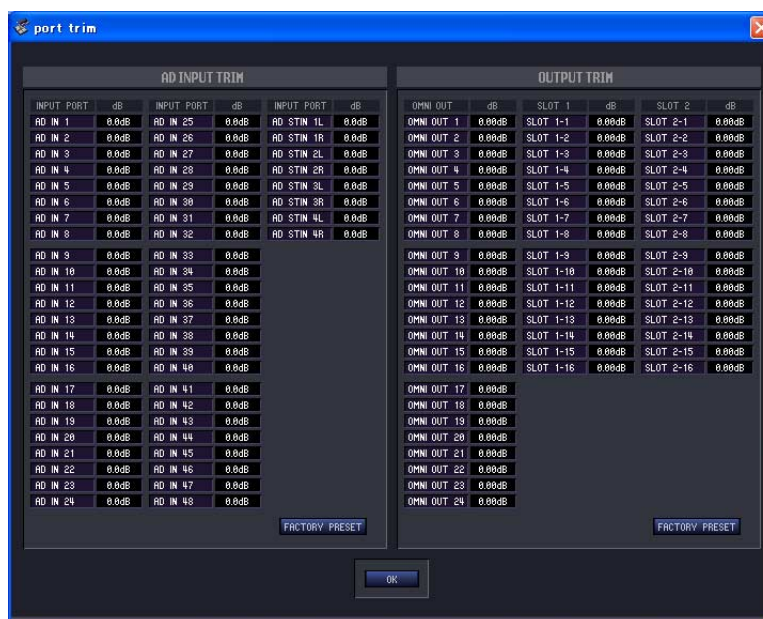 port trim
AD INPUT TRIM
INPUT PORT dB INPUT PORT dB INPUT PORT dB
AD IN 1 0.0dB AD IN 25 0.0dB AD STIN 1L 0.0dB
AD IN 2 0.0dB AD IN 26 0.0dB AD STIN 1R 0.0dB
AD IN 3 0.0dB AD IN 27 0.0dB AD STIN 2L 0.0dB
AD IN 4 0.0dB AD IN 28 0.0dB AD STIN 2R 0.0dB
AD IN 5 0.0dB AD IN 29 0.0dB AD STIN 3L 0.0dB
AD IN 6 0.0dB AD IN 30 0.0dB AD STIN 3R 0.0dB
AD IN 7 0.0dB AD IN 31 0.0dB AD STIN 4L 0.0dB
AD IN 8 0.0dB AD IN 32 0.0dB AD STIN 4R 0.0dB
AD IN 9 0.0dB AD IN 33 0.0dB
AD IN 10 0.0dB AD IN 34 0.0dB
AD IN 11 0.0dB AD IN 35 0.0dB
AD IN 12 0.0dB AD IN 36 0.0dB
AD IN 13 0.0dB AD IN 37 0.0dB
AD IN 14 0.0dB AD IN 38 0.0dB
AD IN 15 0.0dB AD IN 39 0.0dB
AD IN 16 0.0dB AD IN 40 0.0dB
AD IN 17 0.0dB AD IN 41 0.0dB
AD IN 18 0.0dB AD IN 42 0.0dB
AD IN 19 0.0dB AD IN 43 0.0dB
AD IN 20 0.0dB AD IN 44 0.0dB
AD IN 21 0.0dB AD IN 45 0.0dB
AD IN 22 0.0dB AD IN 46 0.0dB
AD IN 23 0.0dB AD IN 47 0.0dB
AD IN 24 0.0dB AD IN 48 0.0dB
FACTORY PRESET
OUTPUT TRIM
OMNI OUT dB SLOT 1 dB SLOT 2 dB
OMNI OUT 1 0.00dB SLOT 1-1 0.00dB SLOT 2-1 0.00dB
OMNI OUT 2 0.00dB SLOT 1-2 0.00dB SLOT 2-2 0.00dB
OMNI OUT 3 0.00dB SLOT 1-3 0.00dB SLOT 2-3 0.00dB
OMNI OUT 4 0.00dB SLOT 1-4 0.00dB SLOT 2-4 0.00dB
OMNI OUT 5 0.00dB SLOT 1-5 0.00dB SLOT 2-5 0.00dB
OMNI OUT 6 0.00dB SLOT 1-6 0.00dB SLOT 2-6 0.00dB
OMNI OUT 7 0.00dB SLOT 1-7 0.00dB SLOT 2-7 0.00dB
OMNI OUT 8 0.00dB SLOT 1-8 0.00dB SLOT 2-8 0.00dB
OMNI OUT 9 0.00dB SLOT 1-9 0.00dB SLOT 2-9 0.00dB
OMNI OUT 10 0.00dB SLOT 1-10 0.00dB SLOT 2-10 0.00dB
OMNI OUT 11 0.00dB SLOT 1-11 0.00dB SLOT 2-11 0.00dB
OMNI OUT 12 0.00dB SLOT 1-12 0.00dB SLOT 2-12 0.00dB
OMNI OUT 13 0.00dB SLOT 1-13 0.00dB SLOT 2-13 0.00dB
OMNI OUT 14 0.00dB SLOT 1-14 0.00dB SLOT 2-14 0.00dB
OMNI OUT 15 0.00dB SLOT 1-15 0.00dB SLOT 2-15 0.00dB
OMNI OUT 16 0.00dB SLOT 1-16 0.00dB SLOT 2-16 0.00dB
OMNI OUT 17 0.00dB
OMNI OUT 18 0.00dB
OMNI OUT 19 0.00dB
OMNI OUT 20 0.00dB
OMNI OUT 21 0.00dB
OMNI OUT 22 0.00dB
OMNI OUT 23 0.00dB
OMNI OUT 24 0.00dB
FACTORY PRESET
OK